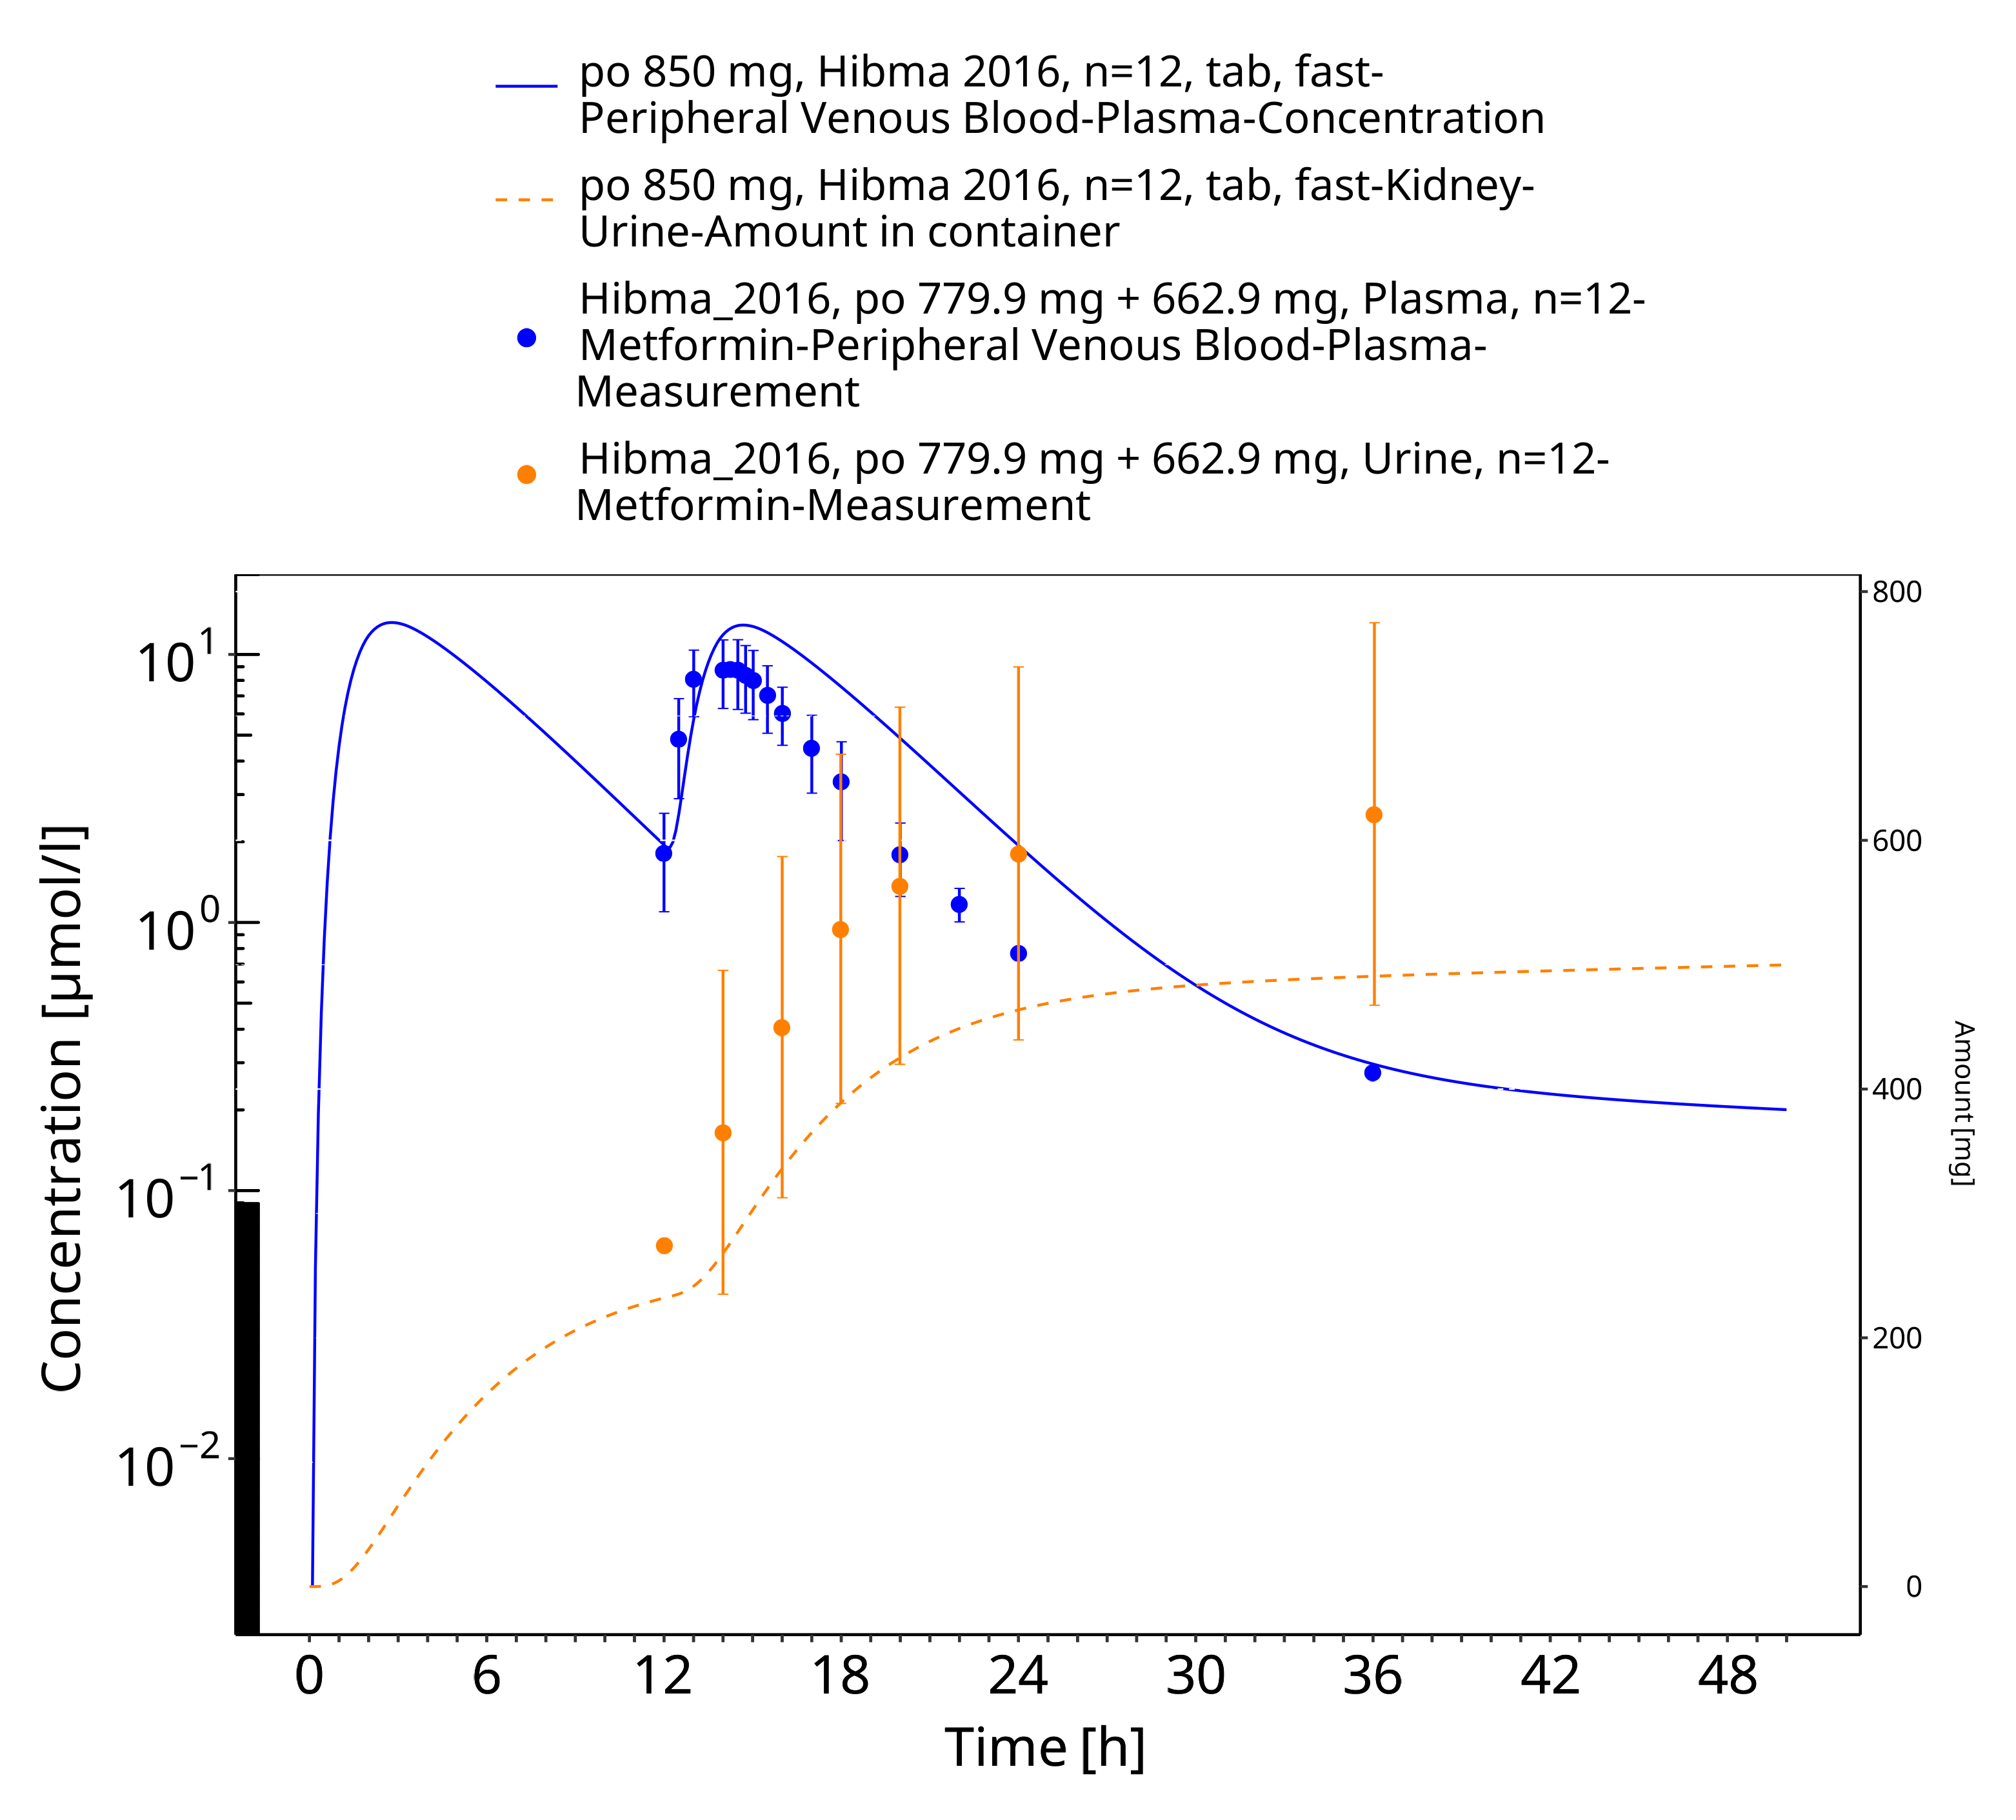 po 850 mg, Hibma 2016, n=12, tab, fast-
Peripheral Venous Blood-Plasma-Concentration
po 850 mg, Hibma 2016, n=12, tab, fast-Kidney-
Urine-Amount in container
Hibma_2016, po 779.9 mg + 662.9 mg, Plasma, n=12-
Metformin-Peripheral Venous Blood-Plasma-
Measurement
Hibma_2016, po 779.9 mg + 662.9 mg, Urine, n=12-
Metformin-Measurement
Concentration [µmol/l]
10¹
10⁰
10⁻¹
10⁻²
800
600
400
200
0
Amount [mg]
0 6 12 18 24 30 36 42 48
Time [h]